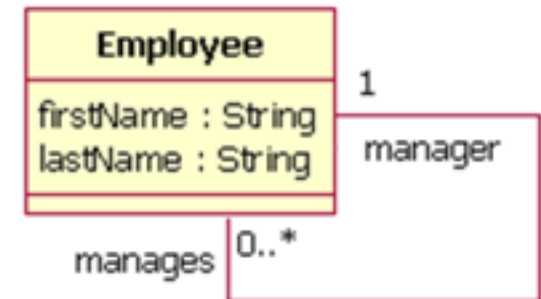 Employee
firstName : String
lastName : String
1
manager
manages
0..*